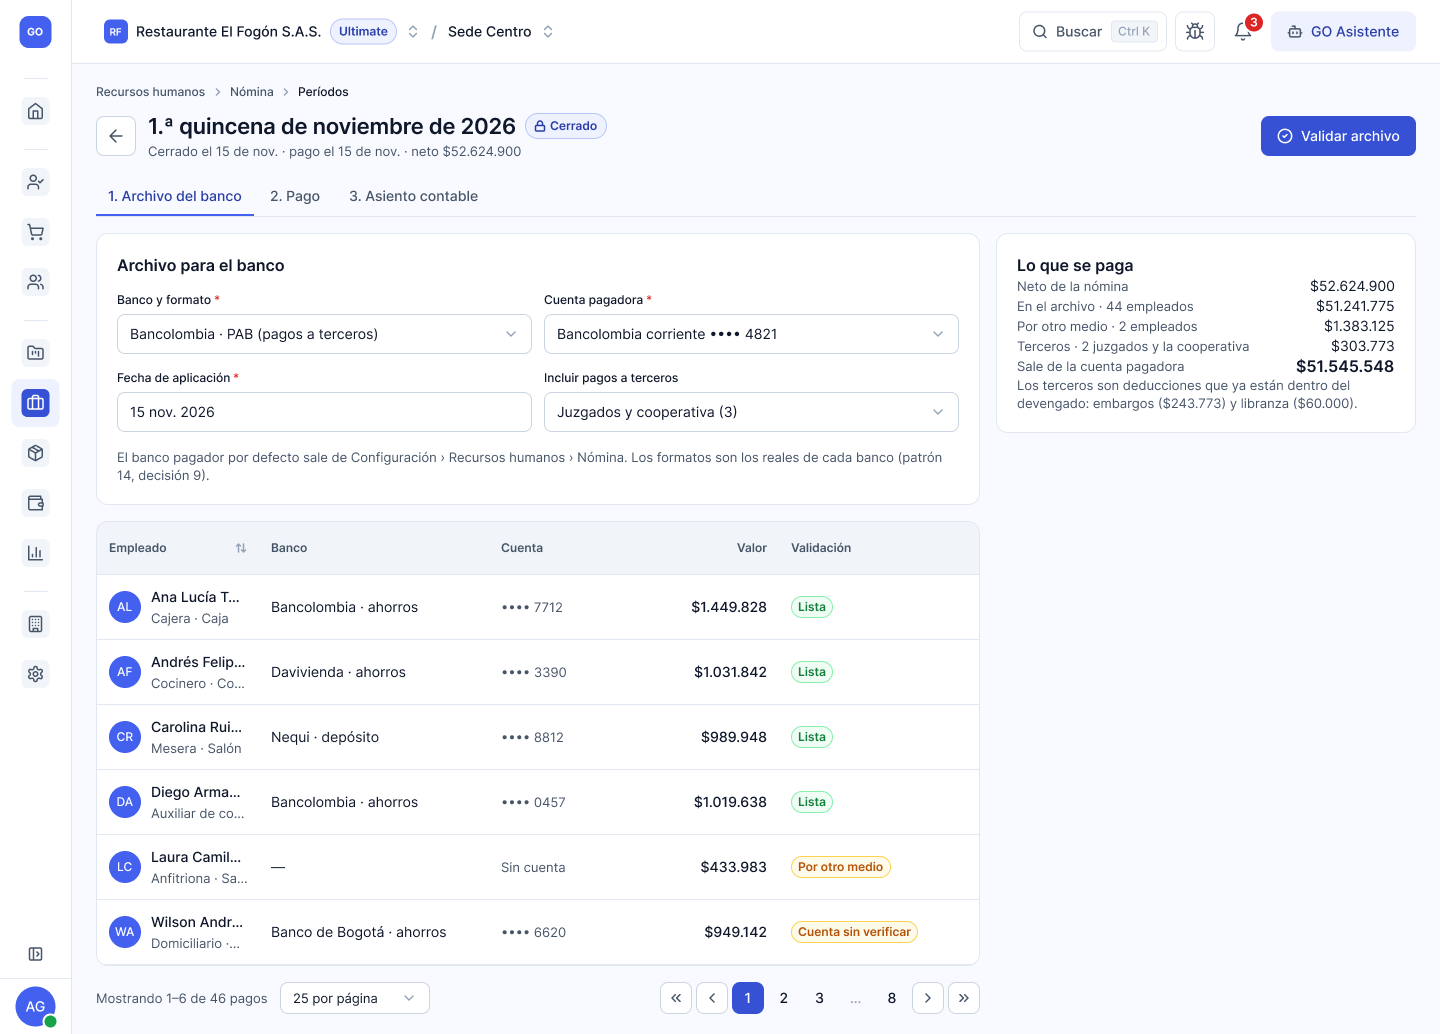 GO
RF Restaurante El Fogón S.A.S. Ultimate / Sede Centro
Buscar Ctrl K
3
GO Asistente
Recursos humanos > Nómina > Períodos
1.ª quincena de noviembre de 2026 Cerrado
Cerrado el 15 de nov. · pago el 15 de nov. · neto $52.624.900
Validar archivo
1. Archivo del banco 2. Pago 3. Asiento contable
Archivo para el banco
Banco y formato * Cuenta pagadora *
Bancolombia · PAB (pagos a terceros) Bancolombia corriente •••• 4821
Fecha de aplicación * Incluir pagos a terceros
15 nov. 2026 Juzgados y cooperativa (3)
El banco pagador por defecto sale de Configuración › Recursos humanos › Nómina. Los formatos son los reales de cada banco (patrón
14, decisión 9).
Lo que se paga
Neto de la nómina $52.624.900
En el archivo · 44 empleados $51.241.775
Por otro medio · 2 empleados $1.383.125
Terceros · 2 juzgados y la cooperativa $303.773
Sale de la cuenta pagadora $51.545.548
Los terceros son deducciones que ya están dentro del
devengado: embargos ($243.773) y libranza ($60.000).
Empleado Banco Cuenta Valor Validación
AL Ana Lucía T... Bancolombia · ahorros •••• 7712 $1.449.828 Lista
Cajera · Caja
AF Andrés Felip... Davivienda · ahorros •••• 3390 $1.031.842 Lista
Cocinero · Co...
CR Carolina Rui... Nequi · depósito •••• 8812 $989.948 Lista
Mesera · Salón
DA Diego Arma... Bancolombia · ahorros •••• 0457 $1.019.638 Lista
Auxiliar de co...
LC Laura Camil... — Sin cuenta $433.983 Por otro medio
Anfitriona · Sa...
WA Wilson Andr... Banco de Bogotá · ahorros •••• 6620 $949.142 Cuenta sin verificar
Domiciliario ·...
Mostrando 1–6 de 46 pagos 25 por página « ‹ 1 2 3 ... 8 › »
AG